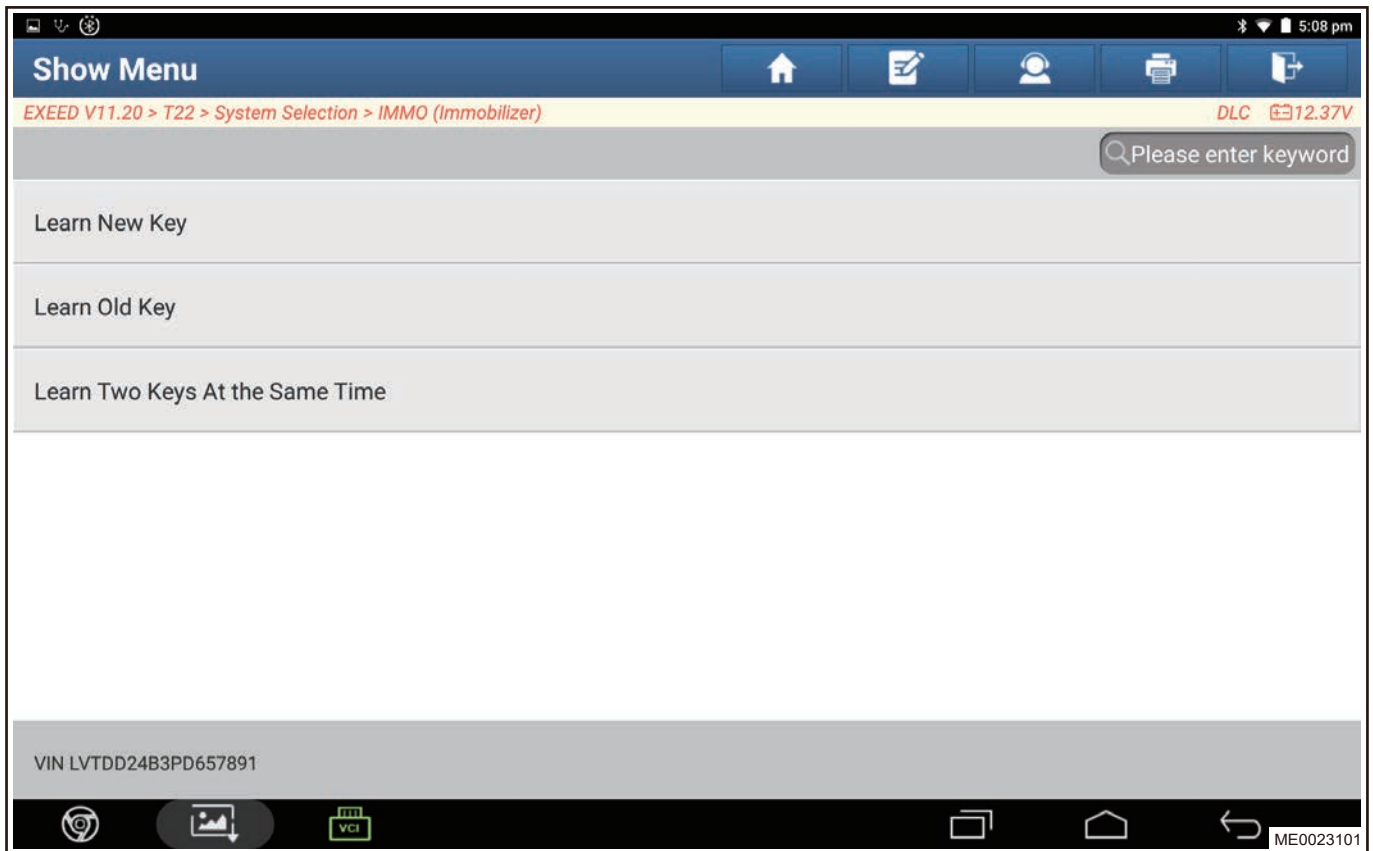 5:08 pm
Show Menu
EXEED V11.20 > T22 > System Selection > IMMO (Immobilizer)
DLC 12.37V
Please enter keyword
Learn New Key
Learn Old Key
Learn Two Keys At the Same Time
VIN LVTDD24B3PD657891
VCI
ME0023101